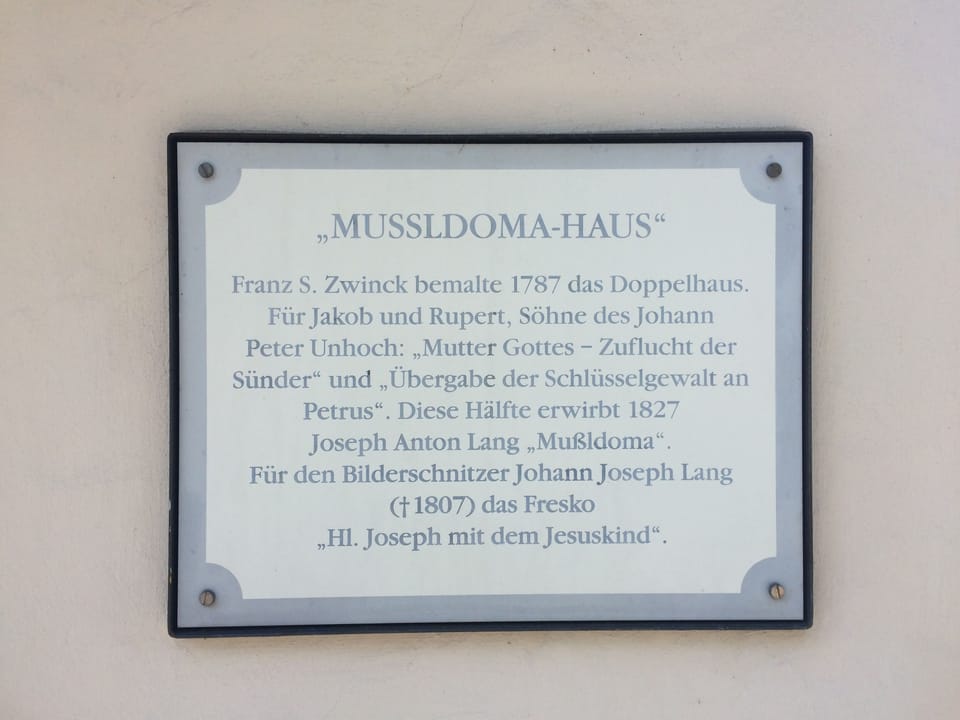 „MUSSLDOMA-HAUS“
Franz S. Zwinck bemalte 1787 das Doppelhaus.
Für Jakob und Rupert, Söhne des Johann
Peter Unhoch: „Mutter Gottes – Zuflucht der
Sünder“ und „Übergabe der Schlüsselgewalt an
Petrus“. Diese Hälfte erwirbt 1827
Joseph Anton Lang „Mußldoma“.
Für den Bilderschnitzer Johann Joseph Lang
(† 1807) das Fresko
„Hl. Joseph mit dem Jesuskind“.